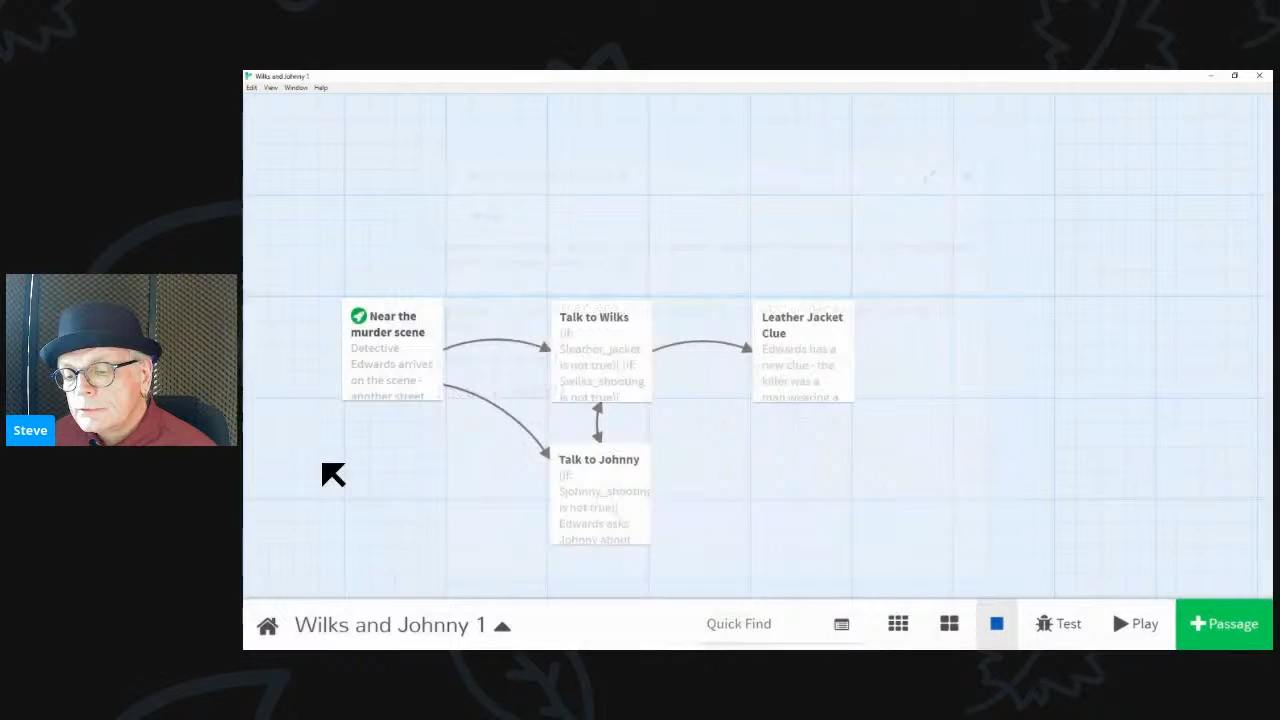 Wilks and Johnny 1
Edit View Window Help
Near the
murder scene
Detective
Edwards arrives
on the scene -
another street
Talk to Wilks
(if:
$leather_jacket
is not true)[ (if:
$wilks_shooting
is not true)[
Leather Jacket
Clue
Edwards has a
new clue - the
killer was a
man wearing a
Talk to Johnny
(if:
$johnny_shooting
is not true)[
Edwards asks
Johnny about
Steve
Wilks and Johnny 1
Quick Find
Test
Play
Passage